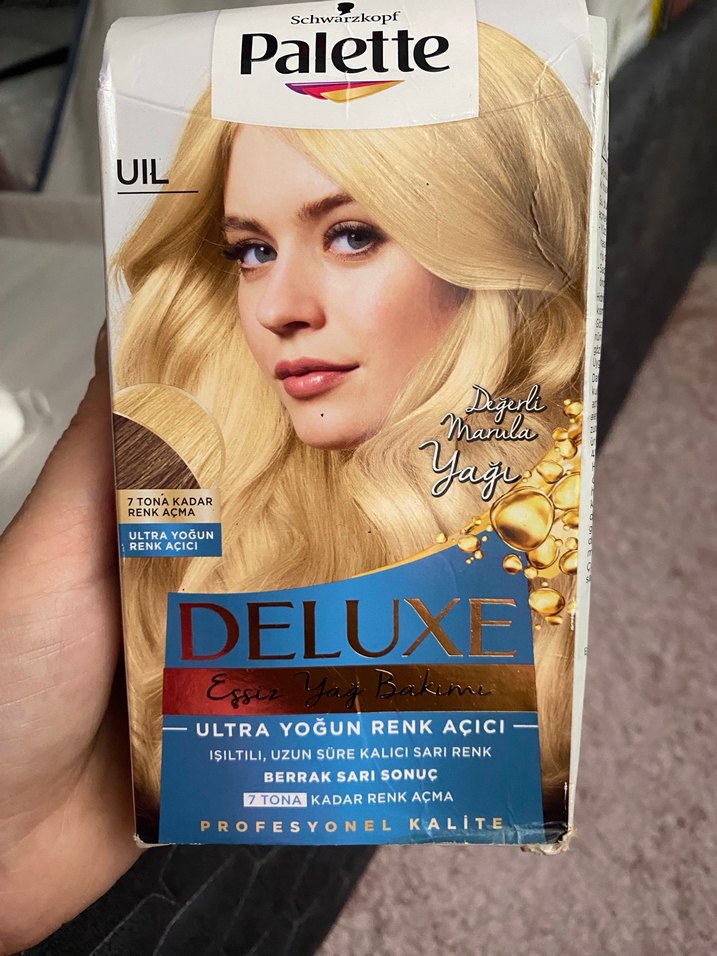 Schwarzkopf
Palette
UIL
Değerli
Marula
Yağı
7 TONA KADAR
RENK AÇMA
ULTRA YOĞUN
RENK AÇICI
DELUXE
Eşsiz Yağ Bakımı
ULTRA YOĞUN RENK AÇICI
IŞILTILI, UZUN SÜRE KALICI SARI RENK
BERRAK SARI SONUÇ
7 TONA KADAR RENK AÇMA
PROFESYONEL KALİTE